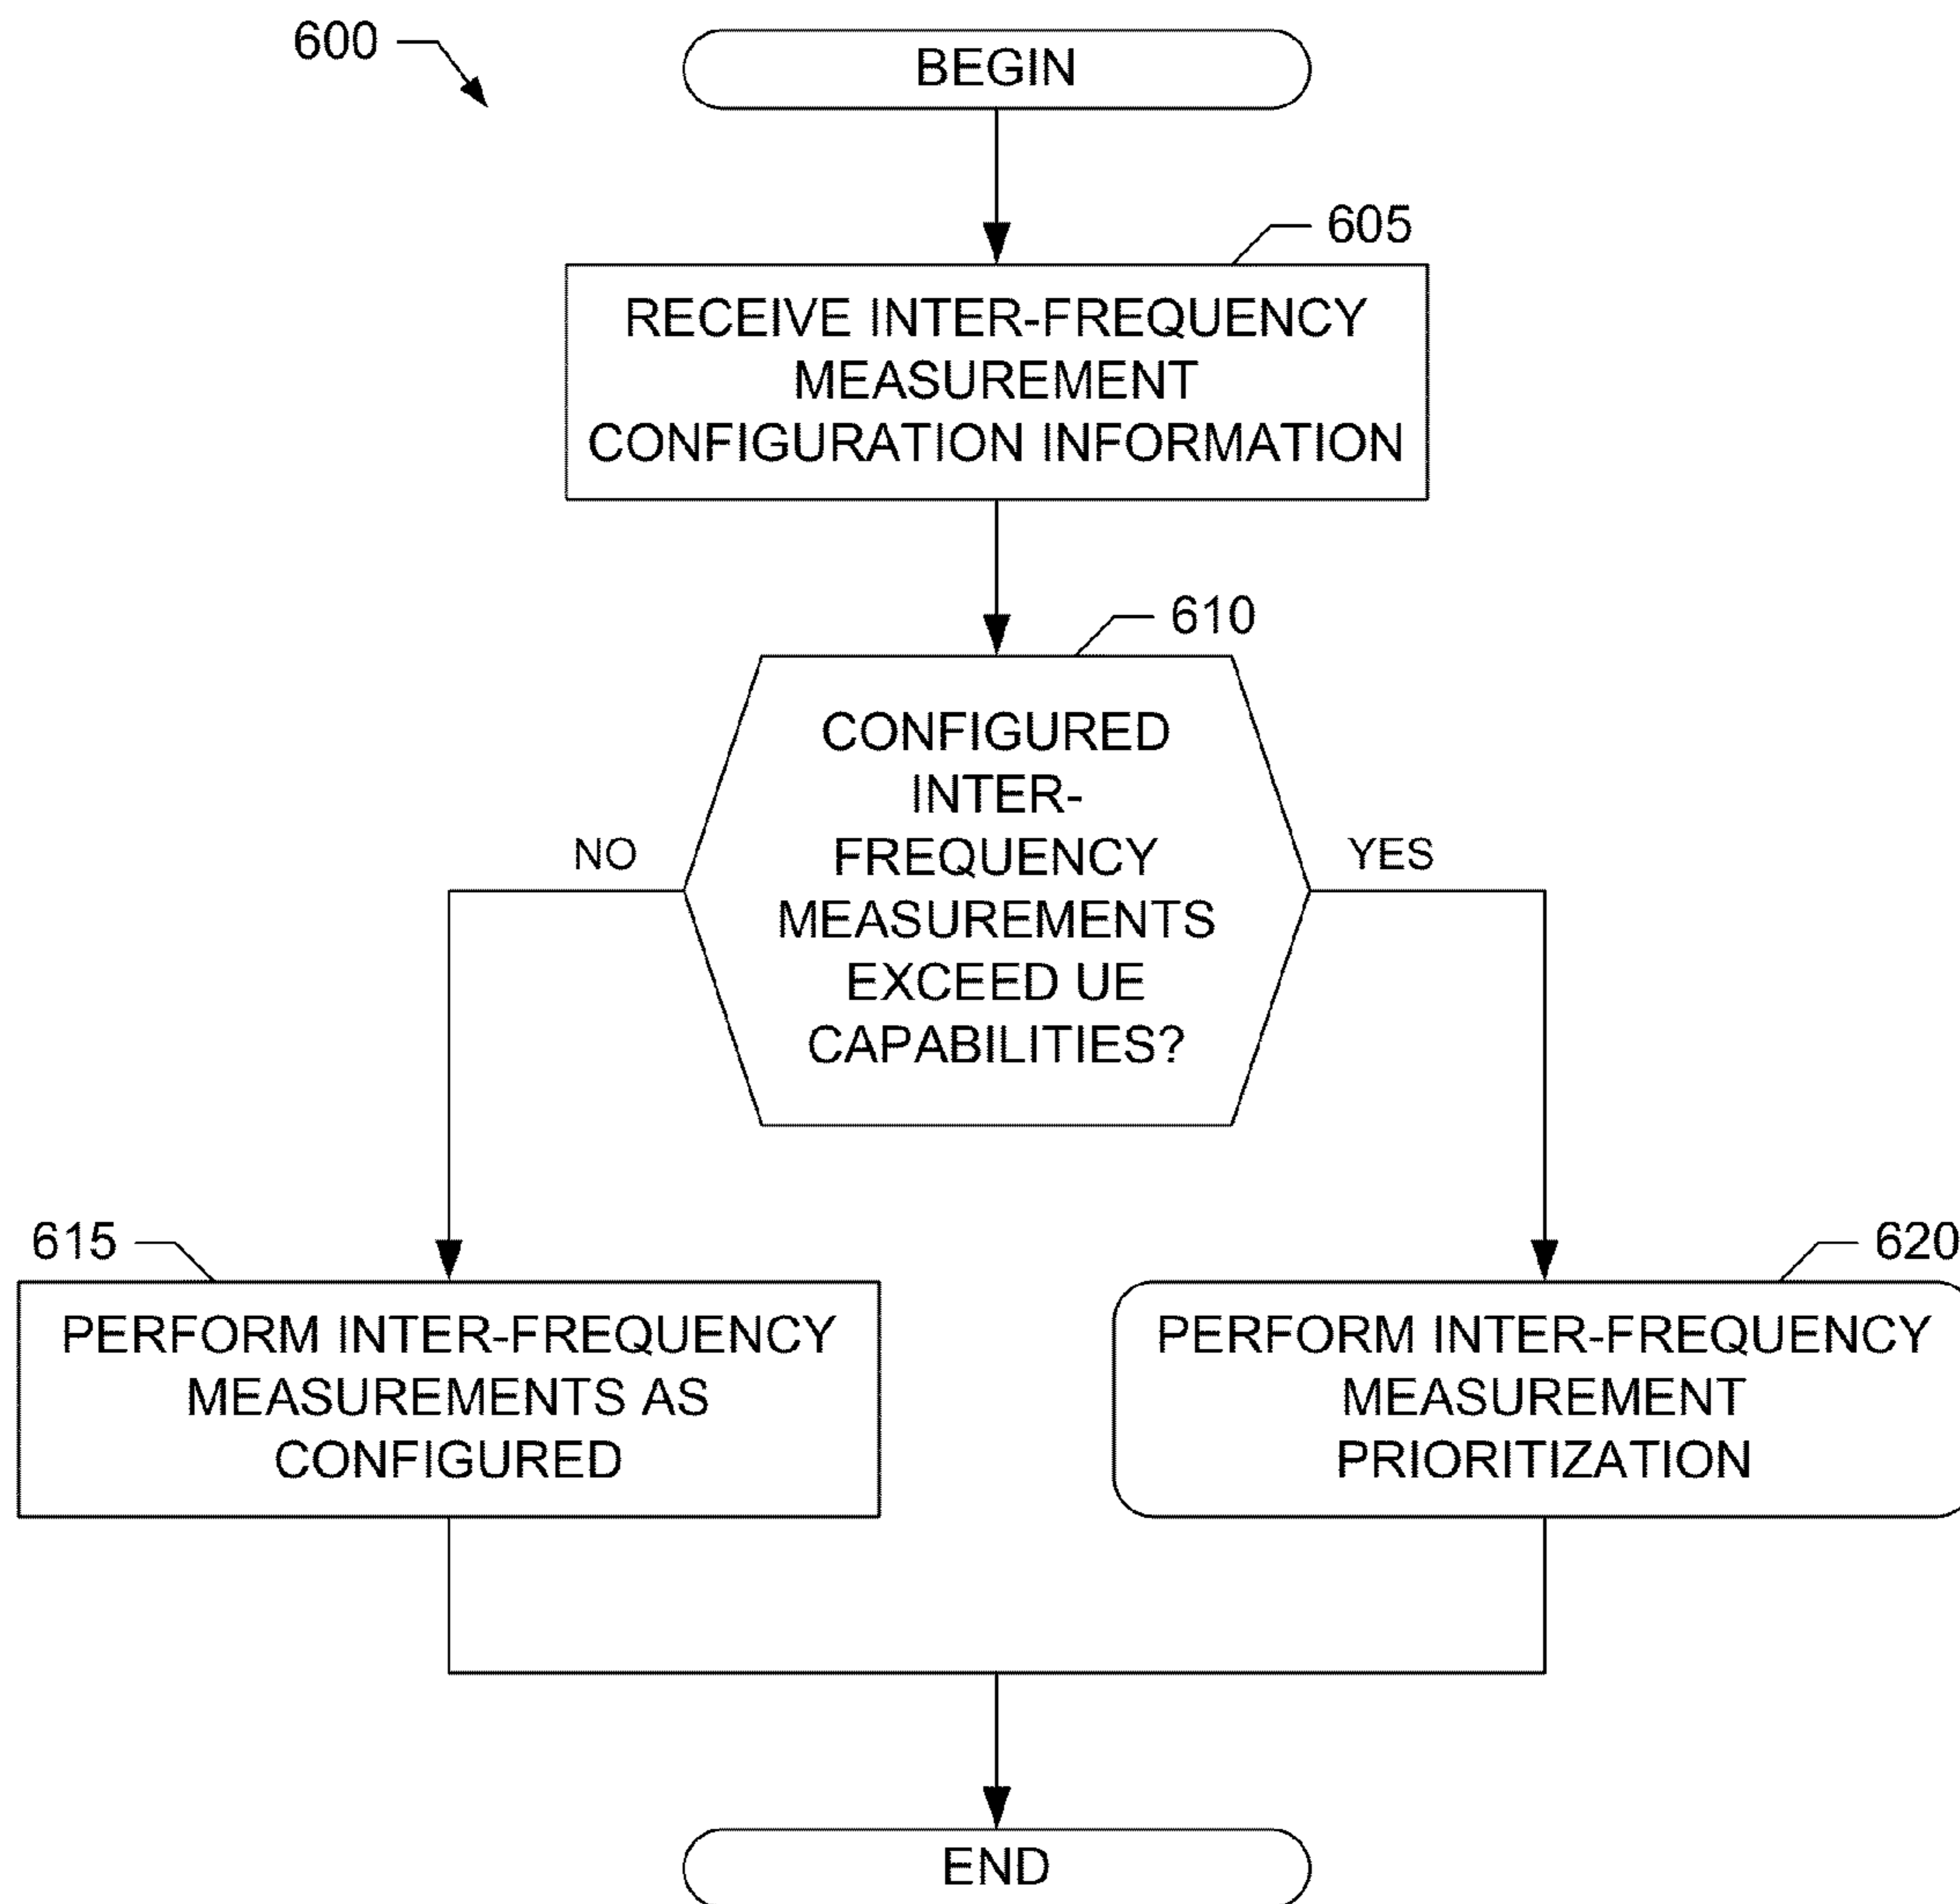 600
BEGIN
605
RECEIVE INTER-FREQUENCY
MEASUREMENT
CONFIGURATION INFORMATION
610
CONFIGURED
INTER-
FREQUENCY
MEASUREMENTS
EXCEED UE
CAPABILITIES?
NO
YES
615
PERFORM INTER-FREQUENCY
MEASUREMENTS AS
CONFIGURED
620
PERFORM INTER-FREQUENCY
MEASUREMENT
PRIORITIZATION
END